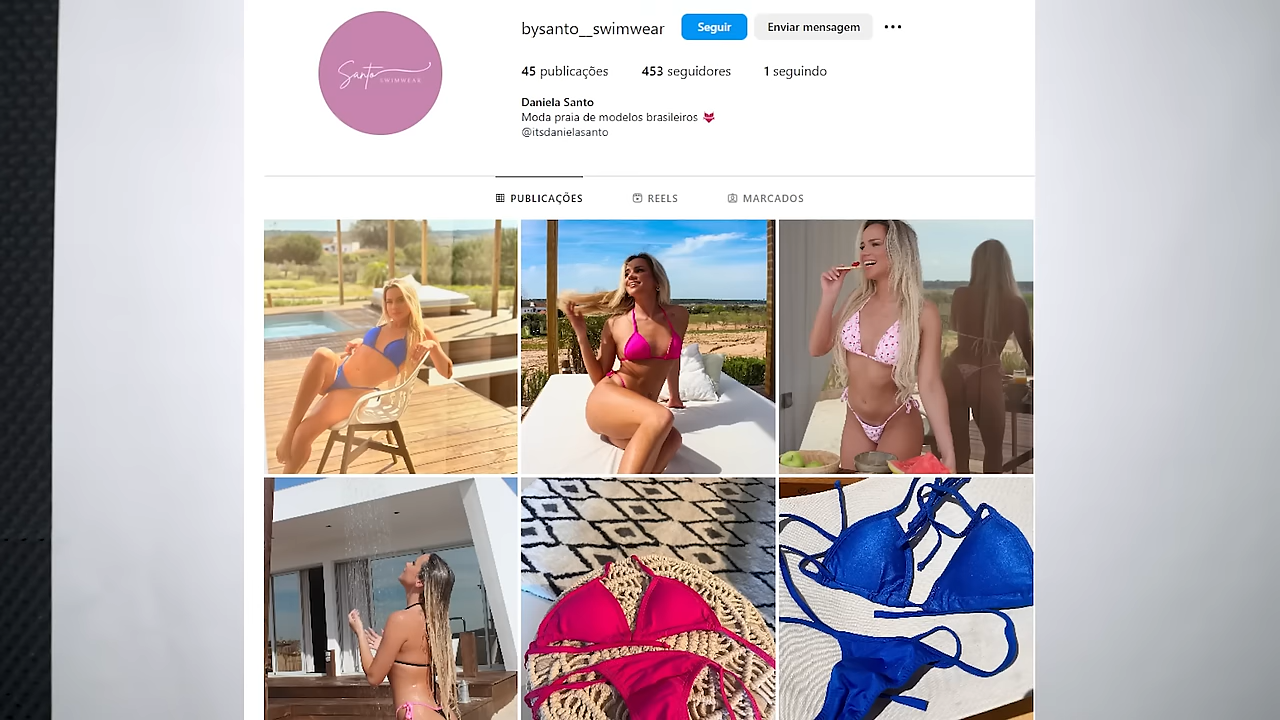 bysanto__swimwear Seguir Enviar mensagem
45 publicações 453 seguidores 1 seguindo
Santo SWIMWEAR
Daniela Santo
Moda praia de modelos brasileiros
@itsdanielasanto
PUBLICAÇÕES REELS MARCADOS